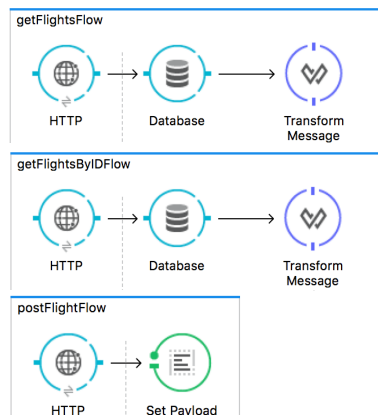 getFlightsFlow
HTTP
Database
Transform
Message
getFlightsByIDFlow
HTTP
Database
Transform
Message
postFlightFlow
HTTP
Set Payload